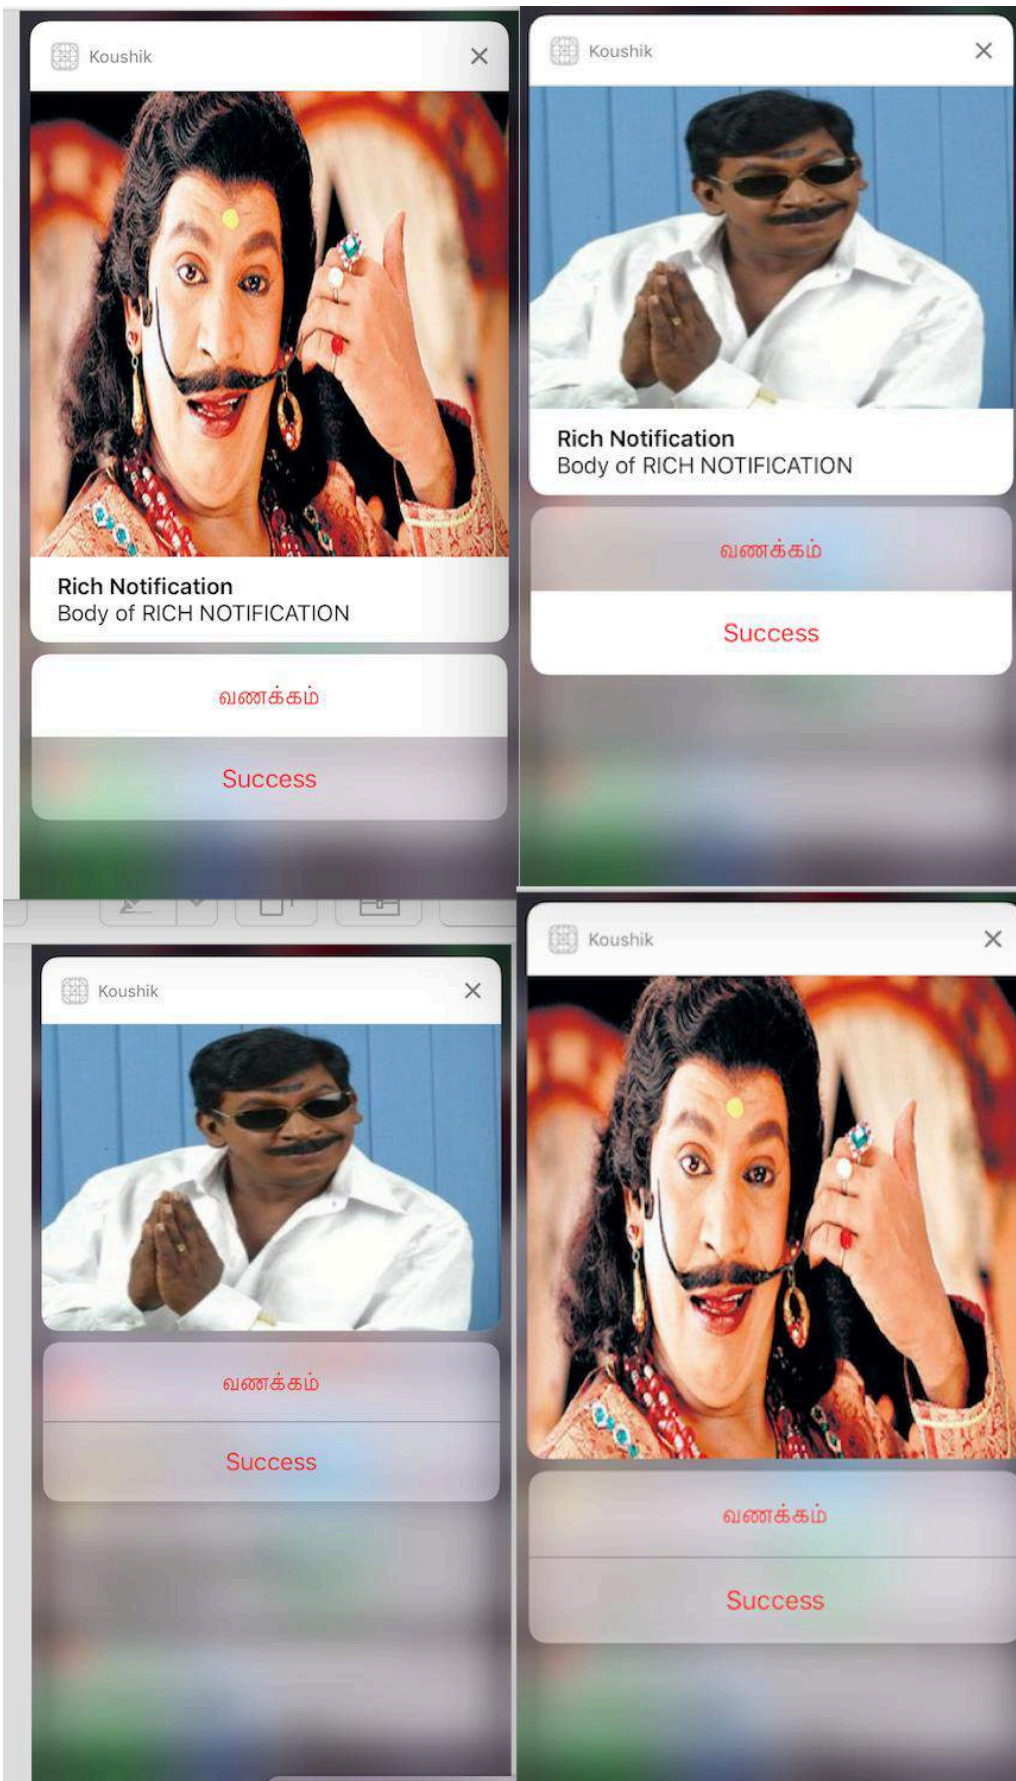 Koushik
Rich Notification
Body of RICH NOTIFICATION
வணக்கம்
Success
Koushik
Rich Notification
Body of RICH NOTIFICATION
வணக்கம்
Success
Koushik
வணக்கம்
Success
Koushik
வணக்கம்
Success